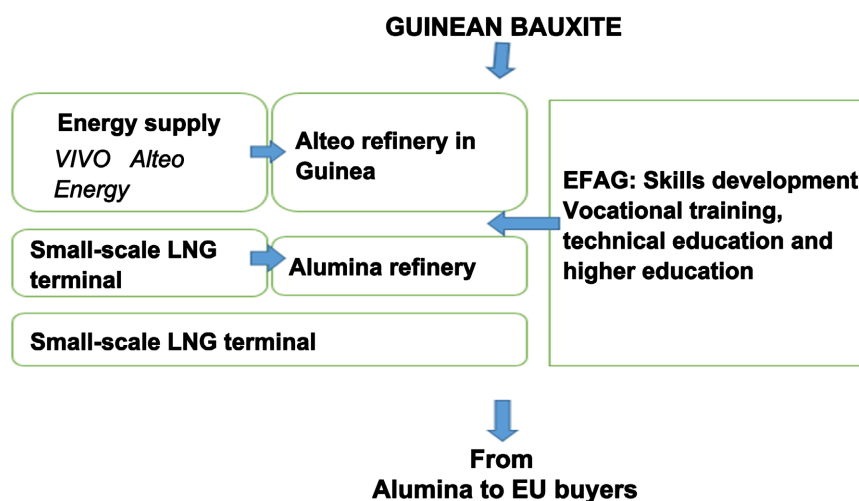 GUINEAN BAUXITE
Energy supply
VIVO Alteo
Energy
Alteo refinery in
Guinea
EFAG: Skills development
Vocational training,
technical education and
higher education
Small-scale LNG
terminal
Alumina refinery
Small-scale LNG terminal
From
Alumina to EU buyers